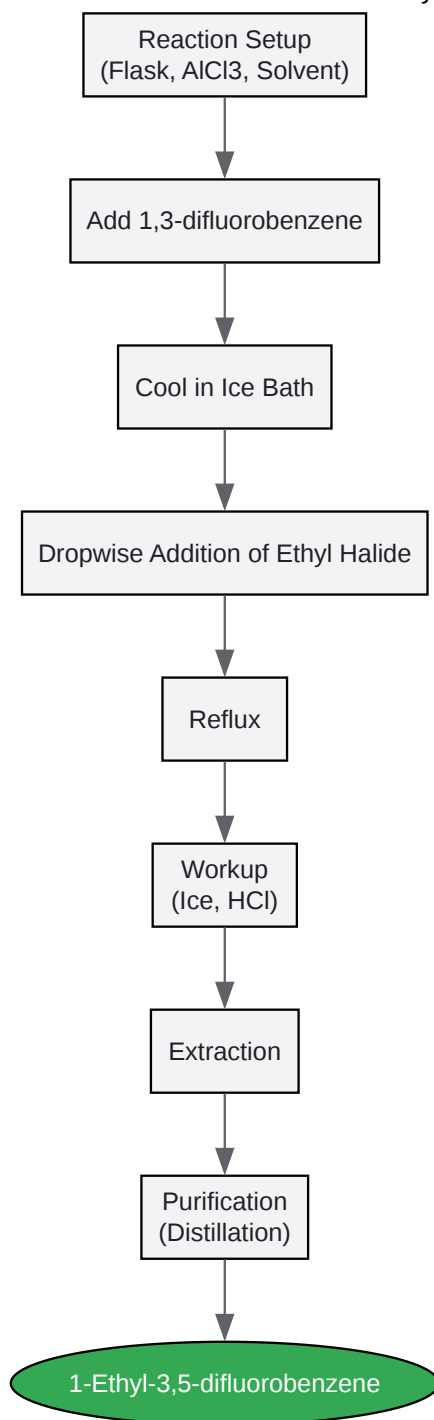 Reaction Setup
(Flask, AlCl3, Solvent)
Add 1,3-difluorobenzene
Cool in Ice Bath
Dropwise Addition of Ethyl Halide
Reflux
Workup
(Ice, HCl)
Extraction
Purification
(Distillation)
1-Ethyl-3,5-difluorobenzene